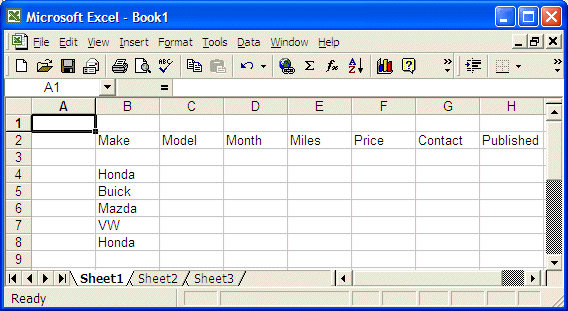 Microsoft Excel - Book1
File Edit View Insert Format Tools Data Window Help
A1 =
A B C D E F G H
1
2 Make Model Month Miles Price Contact Published
3
4 Honda
5 Buick
6 Mazda
7 VW
8 Honda
9
Sheet1 Sheet2 Sheet3
Ready